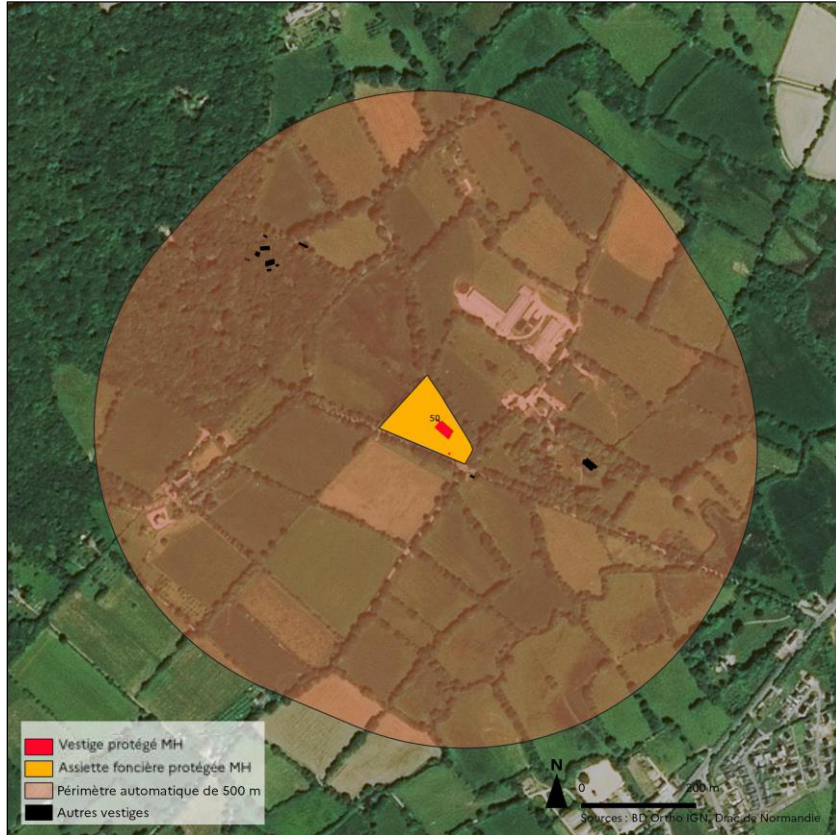 50
Vestige protégé MH
Assiette foncière protégée MH
Périmètre automatique de 500 m
Autres vestiges
N
0 200 m
Sources : BD Ortho IGN, Drac de Normandie